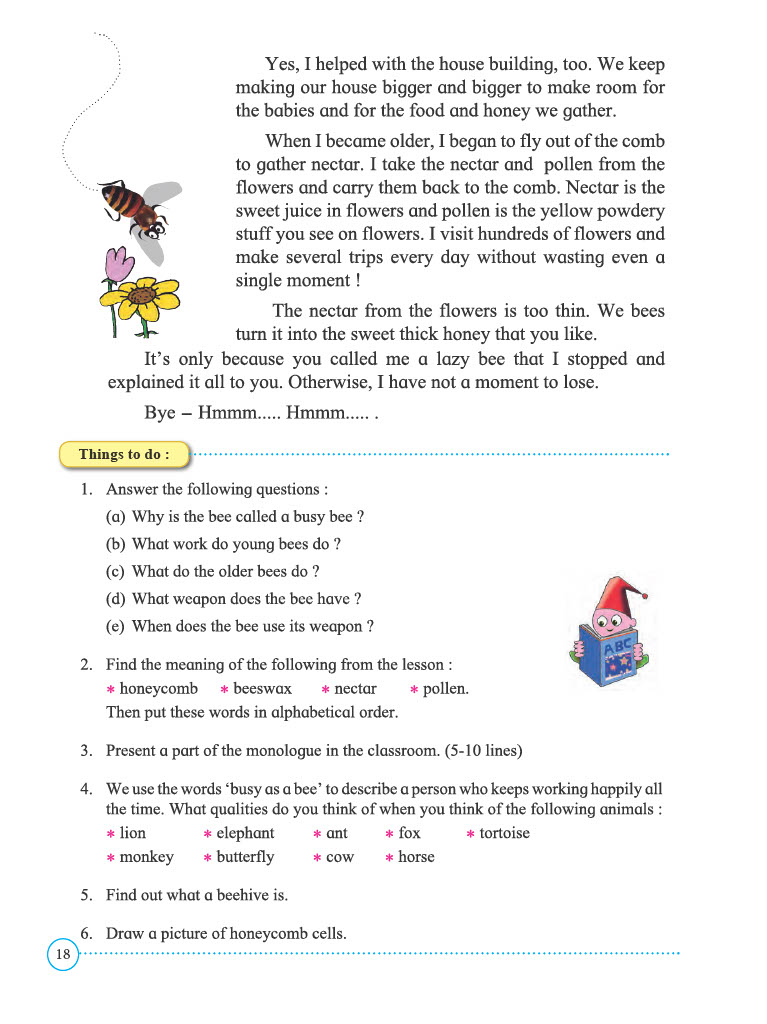 Yes, I helped with the house building, too. We keep
making our house bigger and bigger to make room for
the babies and for the food and honey we gather.
When I became older, I began to fly out of the comb
to gather nectar. I take the nectar and pollen from the
flowers and carry them back to the comb. Nectar is the
sweet juice in flowers and pollen is the yellow powdery
stuff you see on flowers. I visit hundreds of flowers and
make several trips every day without wasting even a
single moment !
The nectar from the flowers is too thin. We bees
turn it into the sweet thick honey that you like.
It's only because you called me a lazy bee that I stopped and
explained it all to you. Otherwise, I have not a moment to lose.
Bye – Hmmm..... Hmmm..... .
Things to do :
1. Answer the following questions :
(a) Why is the bee called a busy bee ?
(b) What work do young bees do ?
(c) What do the older bees do ?
(d) What weapon does the bee have ?
(e) When does the bee use its weapon ?
ABC
2. Find the meaning of the following from the lesson :
* honeycomb * beeswax * nectar * pollen.
Then put these words in alphabetical order.
3. Present a part of the monologue in the classroom. (5-10 lines)
4. We use the words ‘busy as a bee’ to describe a person who keeps working happily all
the time. What qualities do you think of when you think of the following animals :
* lion * elephant * ant * fox * tortoise
* monkey * butterfly * cow * horse
5. Find out what a beehive is.
6. Draw a picture of honeycomb cells.
18